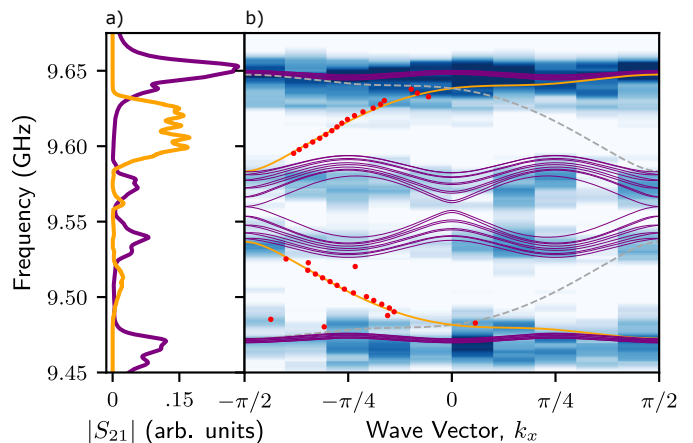 a)
b)
Frequency (GHz)
9.65
9.60
9.55
9.50
9.45
0
.15
−π/2
−π/4
0
π/4
π/2
|S21| (arb. units)
Wave Vector, kx